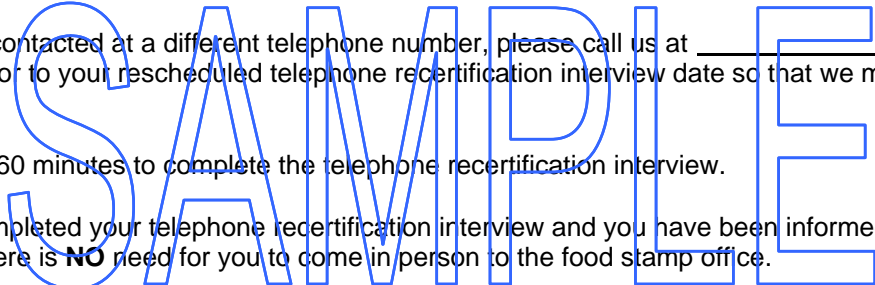 contacted at a different telephone number, please call us at
or to your rescheduled telephone recertification interview date so that we m
60 minutes to complete the telephone recertification interview.
mpleted your telephone recertification interview and you have been informe
ere is NO need for you to come in person to the food stamp office.
SAMPLE